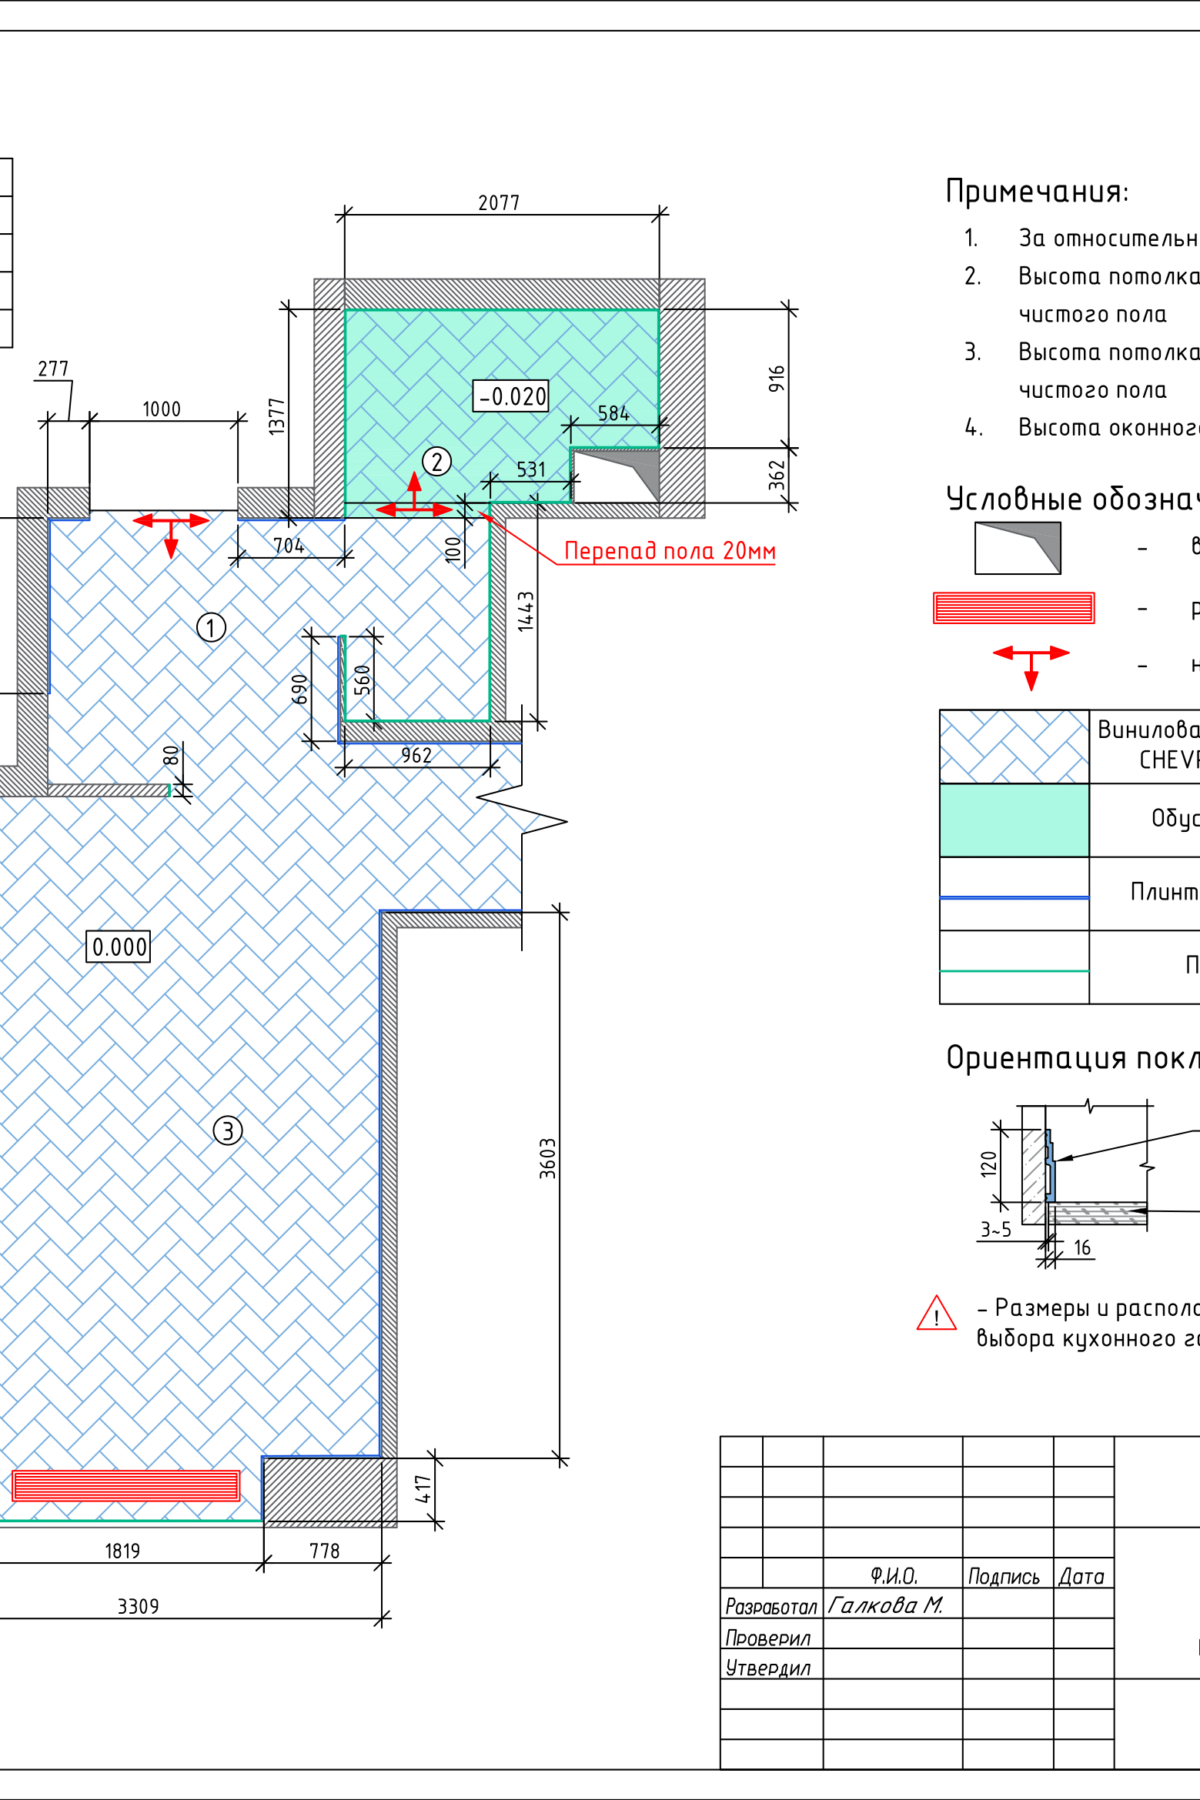 2077
277
1000
1377
-0.020
584
916
2
531
362
704
100
Перепад пола 20мм
1
1443
690
560
80
962
0.000
3
3603
417
1819
778
3309
Примечания:
1. За относительн
2. Высота потолка
чистого пола
3. Высота потолка
чистого пола
4. Высота оконного
Условные обознач
-
-
-
Винилова
CHEV
Обус
Плинт
П
Ориентация покл
120
3~5
16
! - Размеры и располо
выбора кухонного га
Ф.И.О. Подпись Дата
Разработал Галкова М.
Проверил
Утвердил